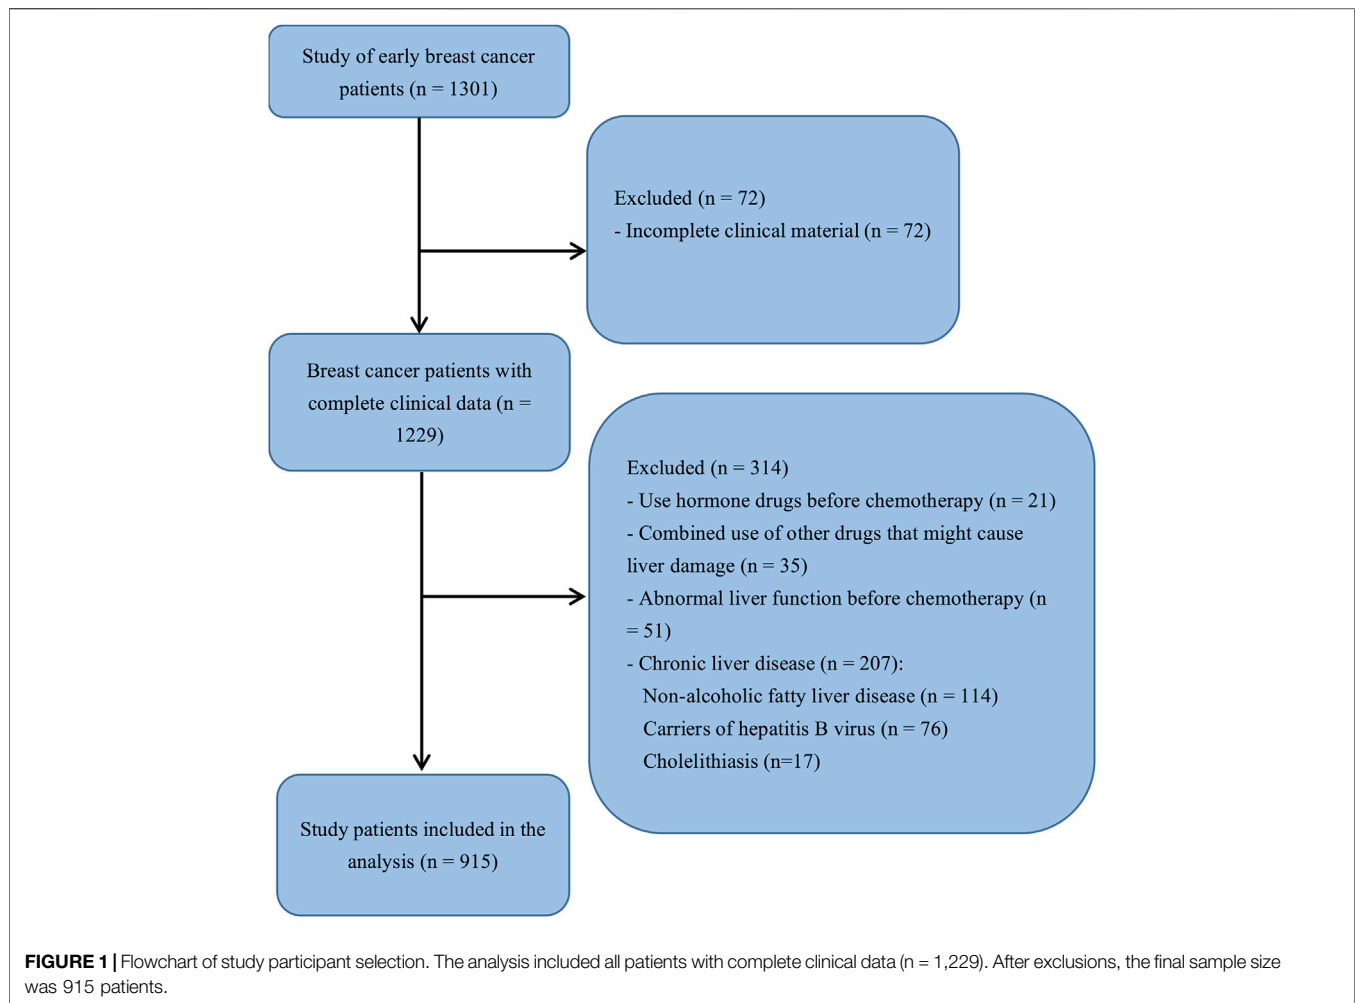 Study of early breast cancer
patients (n = 1301)
Excluded (n = 72)
- Incomplete clinical material (n = 72)
Breast cancer patients with
complete clinical data (n =
1229)
Excluded (n = 314)
- Use hormone drugs before chemotherapy (n = 21)
- Combined use of other drugs that might cause
liver damage (n = 35)
- Abnormal liver function before chemotherapy (n
= 51)
- Chronic liver disease (n = 207):
Non-alcoholic fatty liver disease (n = 114)
Carriers of hepatitis B virus (n = 76)
Cholelithiasis (n=17)
Study patients included in the
analysis (n = 915)
FIGURE 1 | Flowchart of study participant selection. The analysis included all patients with complete clinical data (n = 1,229). After exclusions, the final sample size
was 915 patients.